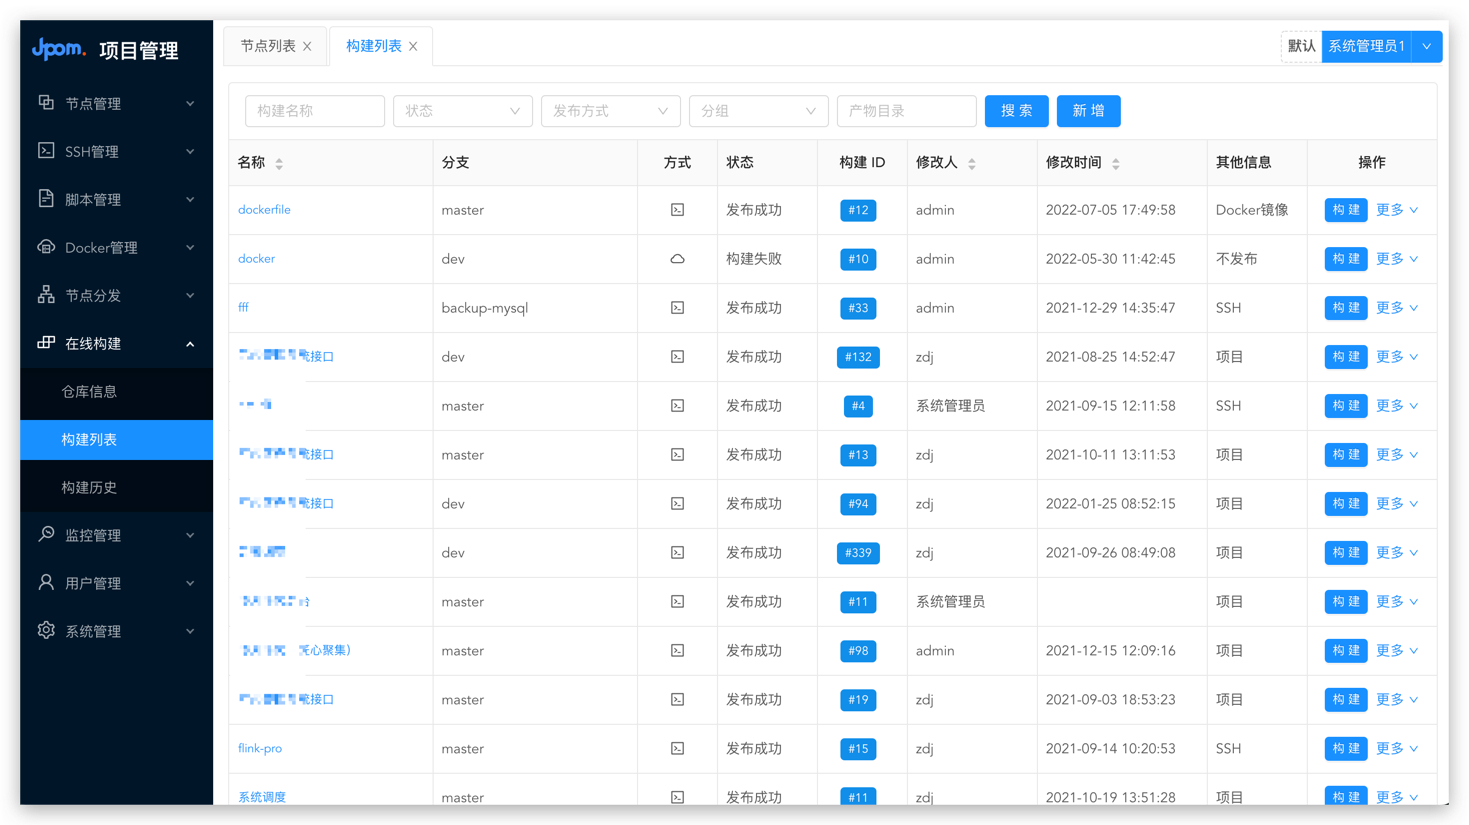 Jpom. 项目管理
节点列表 构建列表
默认 系统管理员1
节点管理
SSH管理
脚本管理
Docker管理
节点分发
在线构建
仓库信息
构建列表
构建历史
监控管理
用户管理
系统管理
构建名称 状态 发布方式 分组 产物目录 搜 索 新 增
名称 分支 方式 状态 构建 ID 修改人 修改时间 其他信息 操作
dockerfile master 发布成功 #12 admin 2022-07-05 17:49:58 Docker镜像 构 建 更多
docker dev 构建失败 #10 admin 2022-05-30 11:42:45 不发布 构 建 更多
fff backup-mysql 发布成功 #33 admin 2021-12-29 14:35:47 SSH 构 建 更多
接口 dev 发布成功 #132 zdj 2021-08-25 14:52:47 项目 构 建 更多
master 发布成功 #4 系统管理员 2021-09-15 12:11:58 SSH 构 建 更多
接口 master 发布成功 #13 zdj 2021-10-11 13:11:53 项目 构 建 更多
接口 dev 发布成功 #94 zdj 2022-01-25 08:52:15 项目 构 建 更多
dev 发布成功 #339 zdj 2021-09-26 08:49:08 项目 构 建 更多
master 发布成功 #11 系统管理员 项目 构 建 更多
心聚集） master 发布成功 #98 admin 2021-12-15 12:09:16 项目 构 建 更多
接口 master 发布成功 #19 zdj 2021-09-03 18:53:23 项目 构 建 更多
flink-pro master 发布成功 #15 zdj 2021-09-14 10:20:53 SSH 构 建 更多
系统调度 master 发布成功 #11 zdj 2021-10-19 13:51:28 项目 构 建 更多